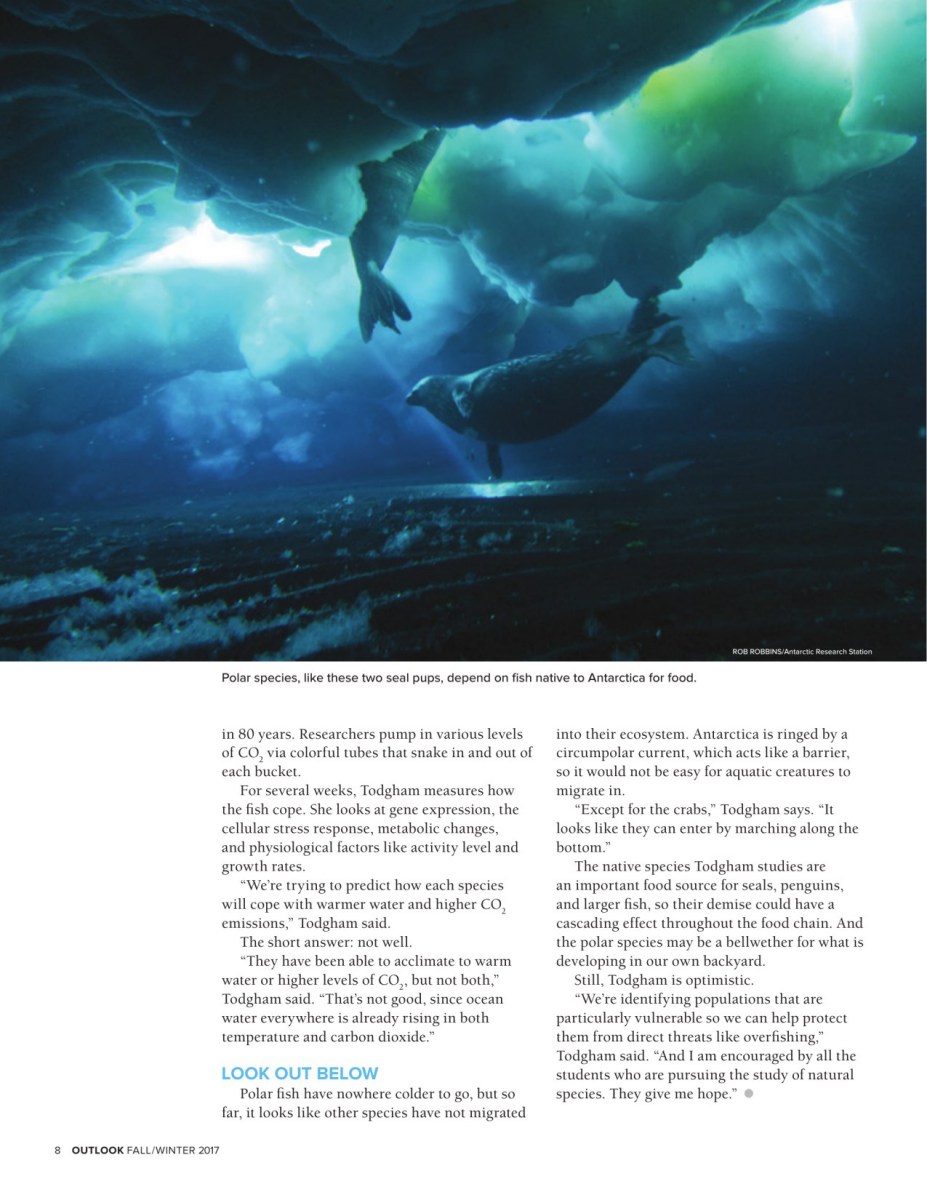 ROB ROBBINS/Antarctic Research Station
Polar species, like these two seal pups, depend on fish native to Antarctica for food.
in 80 years. Researchers pump in various levels
of CO₂ via colorful tubes that snake in and out of
each bucket.
For several weeks, Todgham measures how
the fish cope. She looks at gene expression, the
cellular stress response, metabolic changes,
and physiological factors like activity level and
growth rates.
“We’re trying to predict how each species
will cope with warmer water and higher CO₂
emissions,” Todgham said.
The short answer: not well.
“They have been able to acclimate to warm
water or higher levels of CO₂, but not both,”
Todgham said. “That’s not good, since ocean
water everywhere is already rising in both
temperature and carbon dioxide.”
LOOK OUT BELOW
Polar fish have nowhere colder to go, but so
far, it looks like other species have not migrated
into their ecosystem. Antarctica is ringed by a
circumpolar current, which acts like a barrier,
so it would not be easy for aquatic creatures to
migrate in.
“Except for the crabs,” Todgham says. “It
looks like they can enter by marching along the
bottom.”
The native species Todgham studies are
an important food source for seals, penguins,
and larger fish, so their demise could have a
cascading effect throughout the food chain. And
the polar species may be a bellwether for what is
developing in our own backyard.
Still, Todgham is optimistic.
“We’re identifying populations that are
particularly vulnerable so we can help protect
them from direct threats like overfishing,”
Todgham said. “And I am encouraged by all the
students who are pursuing the study of natural
species. They give me hope.”
8 OUTLOOK FALL/WINTER 2017